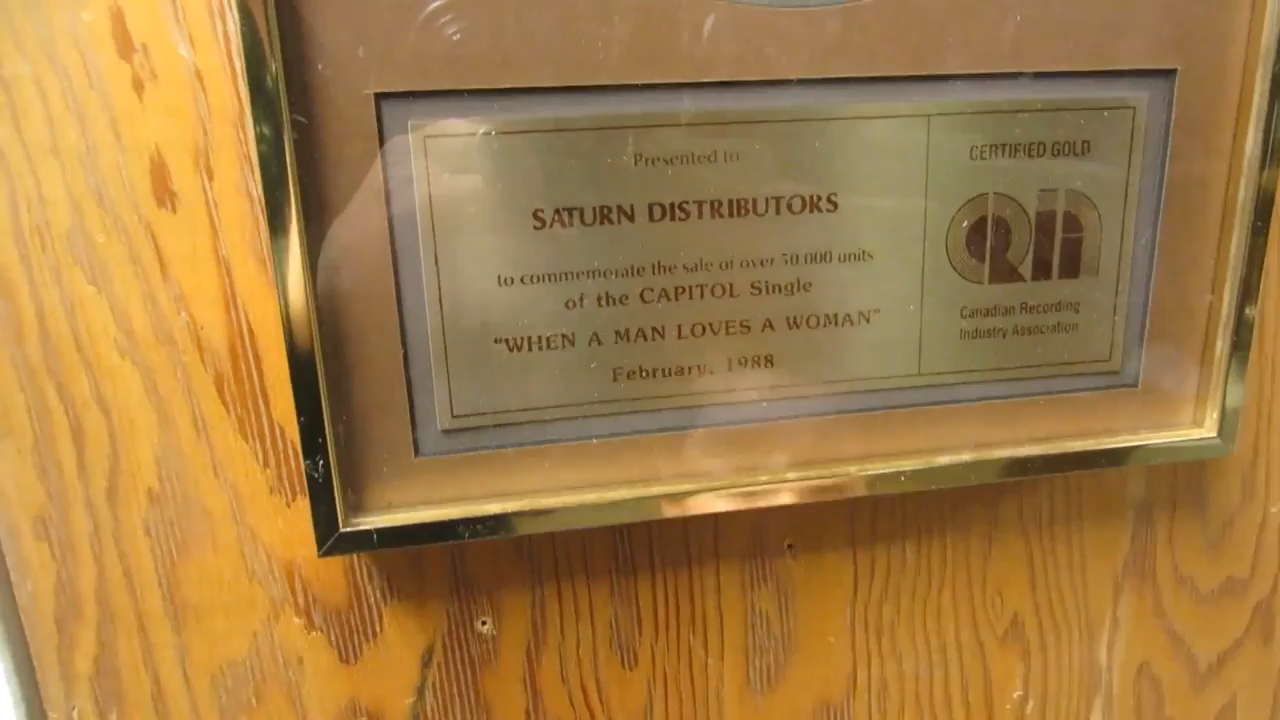 Presented to
SATURN DISTRIBUTORS
to commemorate the sale of over 50,000 units
of the CAPITOL Single
"WHEN A MAN LOVES A WOMAN"
February, 1988
CERTIFIED GOLD
Canadian Recording
Industry Association